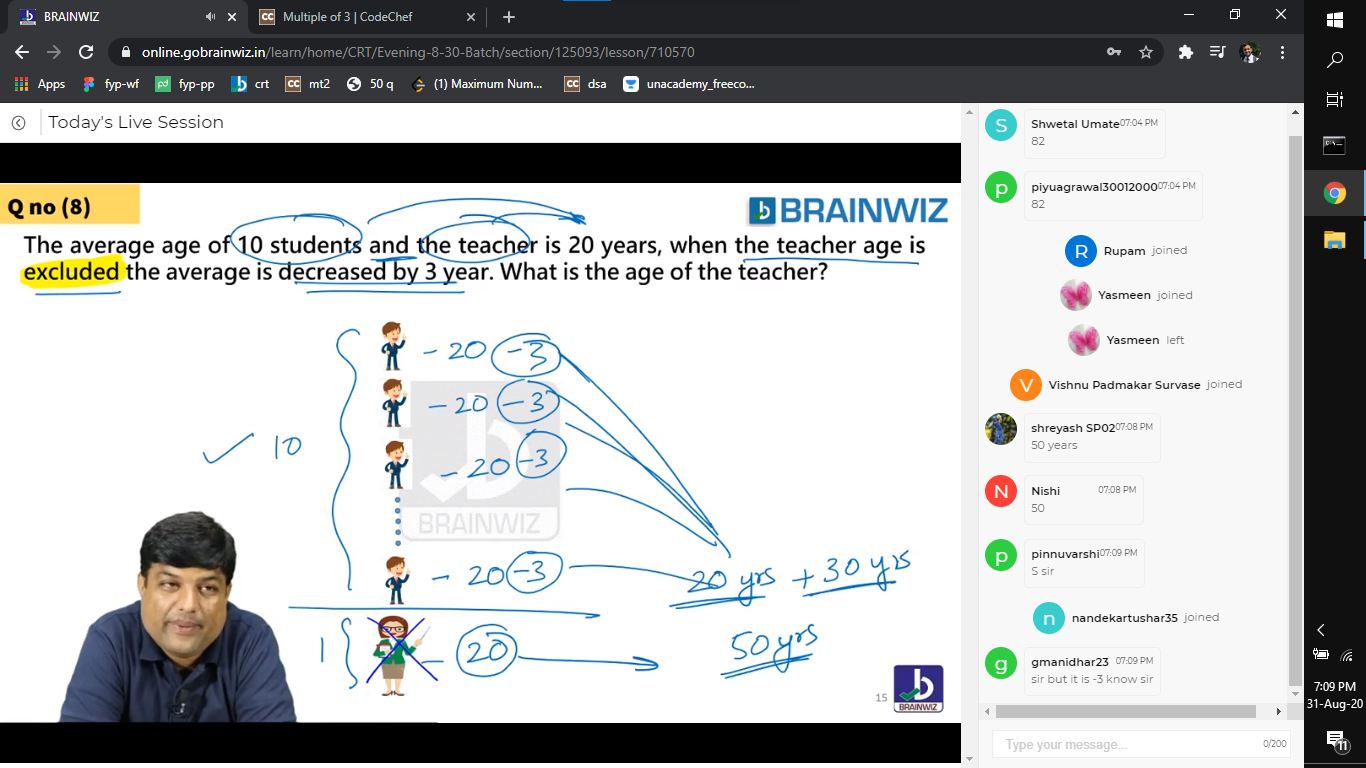 BRAINWIZ
Multiple of 3 | CodeChef
online.gobrainwiz.in/learn/home/CRT/Evening-8-30-Batch/section/125093/lesson/710570
Apps fyp-wf fyp-pp crt CC mt2 50 q (1) Maximum Num... CC dsa unacademy_freeco...
Today's Live Session
Q no (8)
BRAINWIZ
The average age of 10 students and the teacher is 20 years, when the teacher age is
excluded the average is decreased by 3 year. What is the age of the teacher?
- 20 -3
- 20 -3
10
- 20 -3
BRAINWIZ
- 20 -3
20 yrs + 30 yrs
1
- 20
50 yrs
15
BRAINWIZ
S
Shwetal Umate 07:04 PM
82
p
piyuagrawal30012000 07:04 PM
82
R Rupam joined
Yasmeen joined
Yasmeen left
V Vishnu Padmakar Survase joined
shreyash SP02 07:08 PM
50 years
N
Nishi 07:08 PM
50
p
pinnuvarshi 07:09 PM
S sir
n nandekartushar35 joined
g
gmanidhar23 07:09 PM
sir but it is -3 know sir
Type your message... 0/200
7:09 PM
31-Aug-20
11